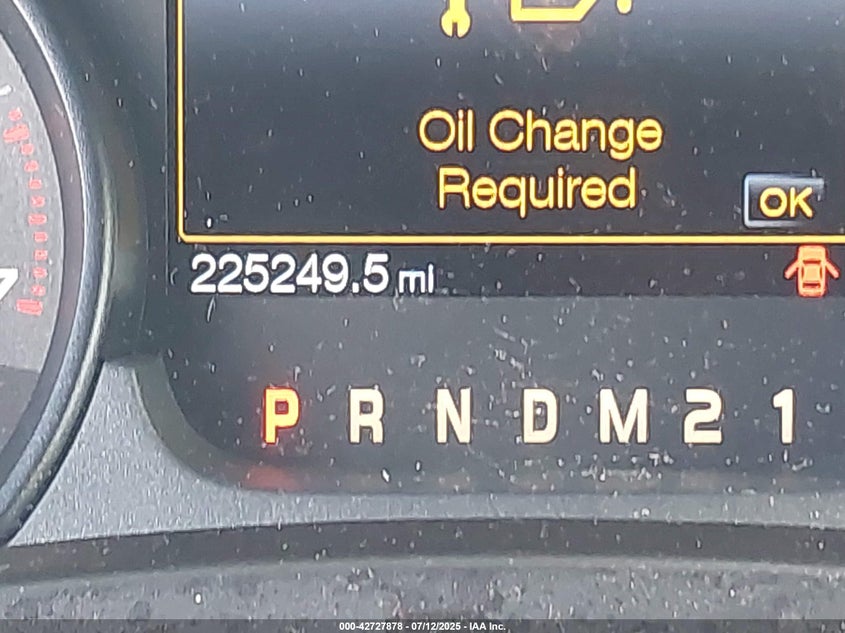 Oil Change
Required
OK
225249.5 mi
P R N D M 2 1
000-42727878 - 07/12/2025 - IAA Inc.